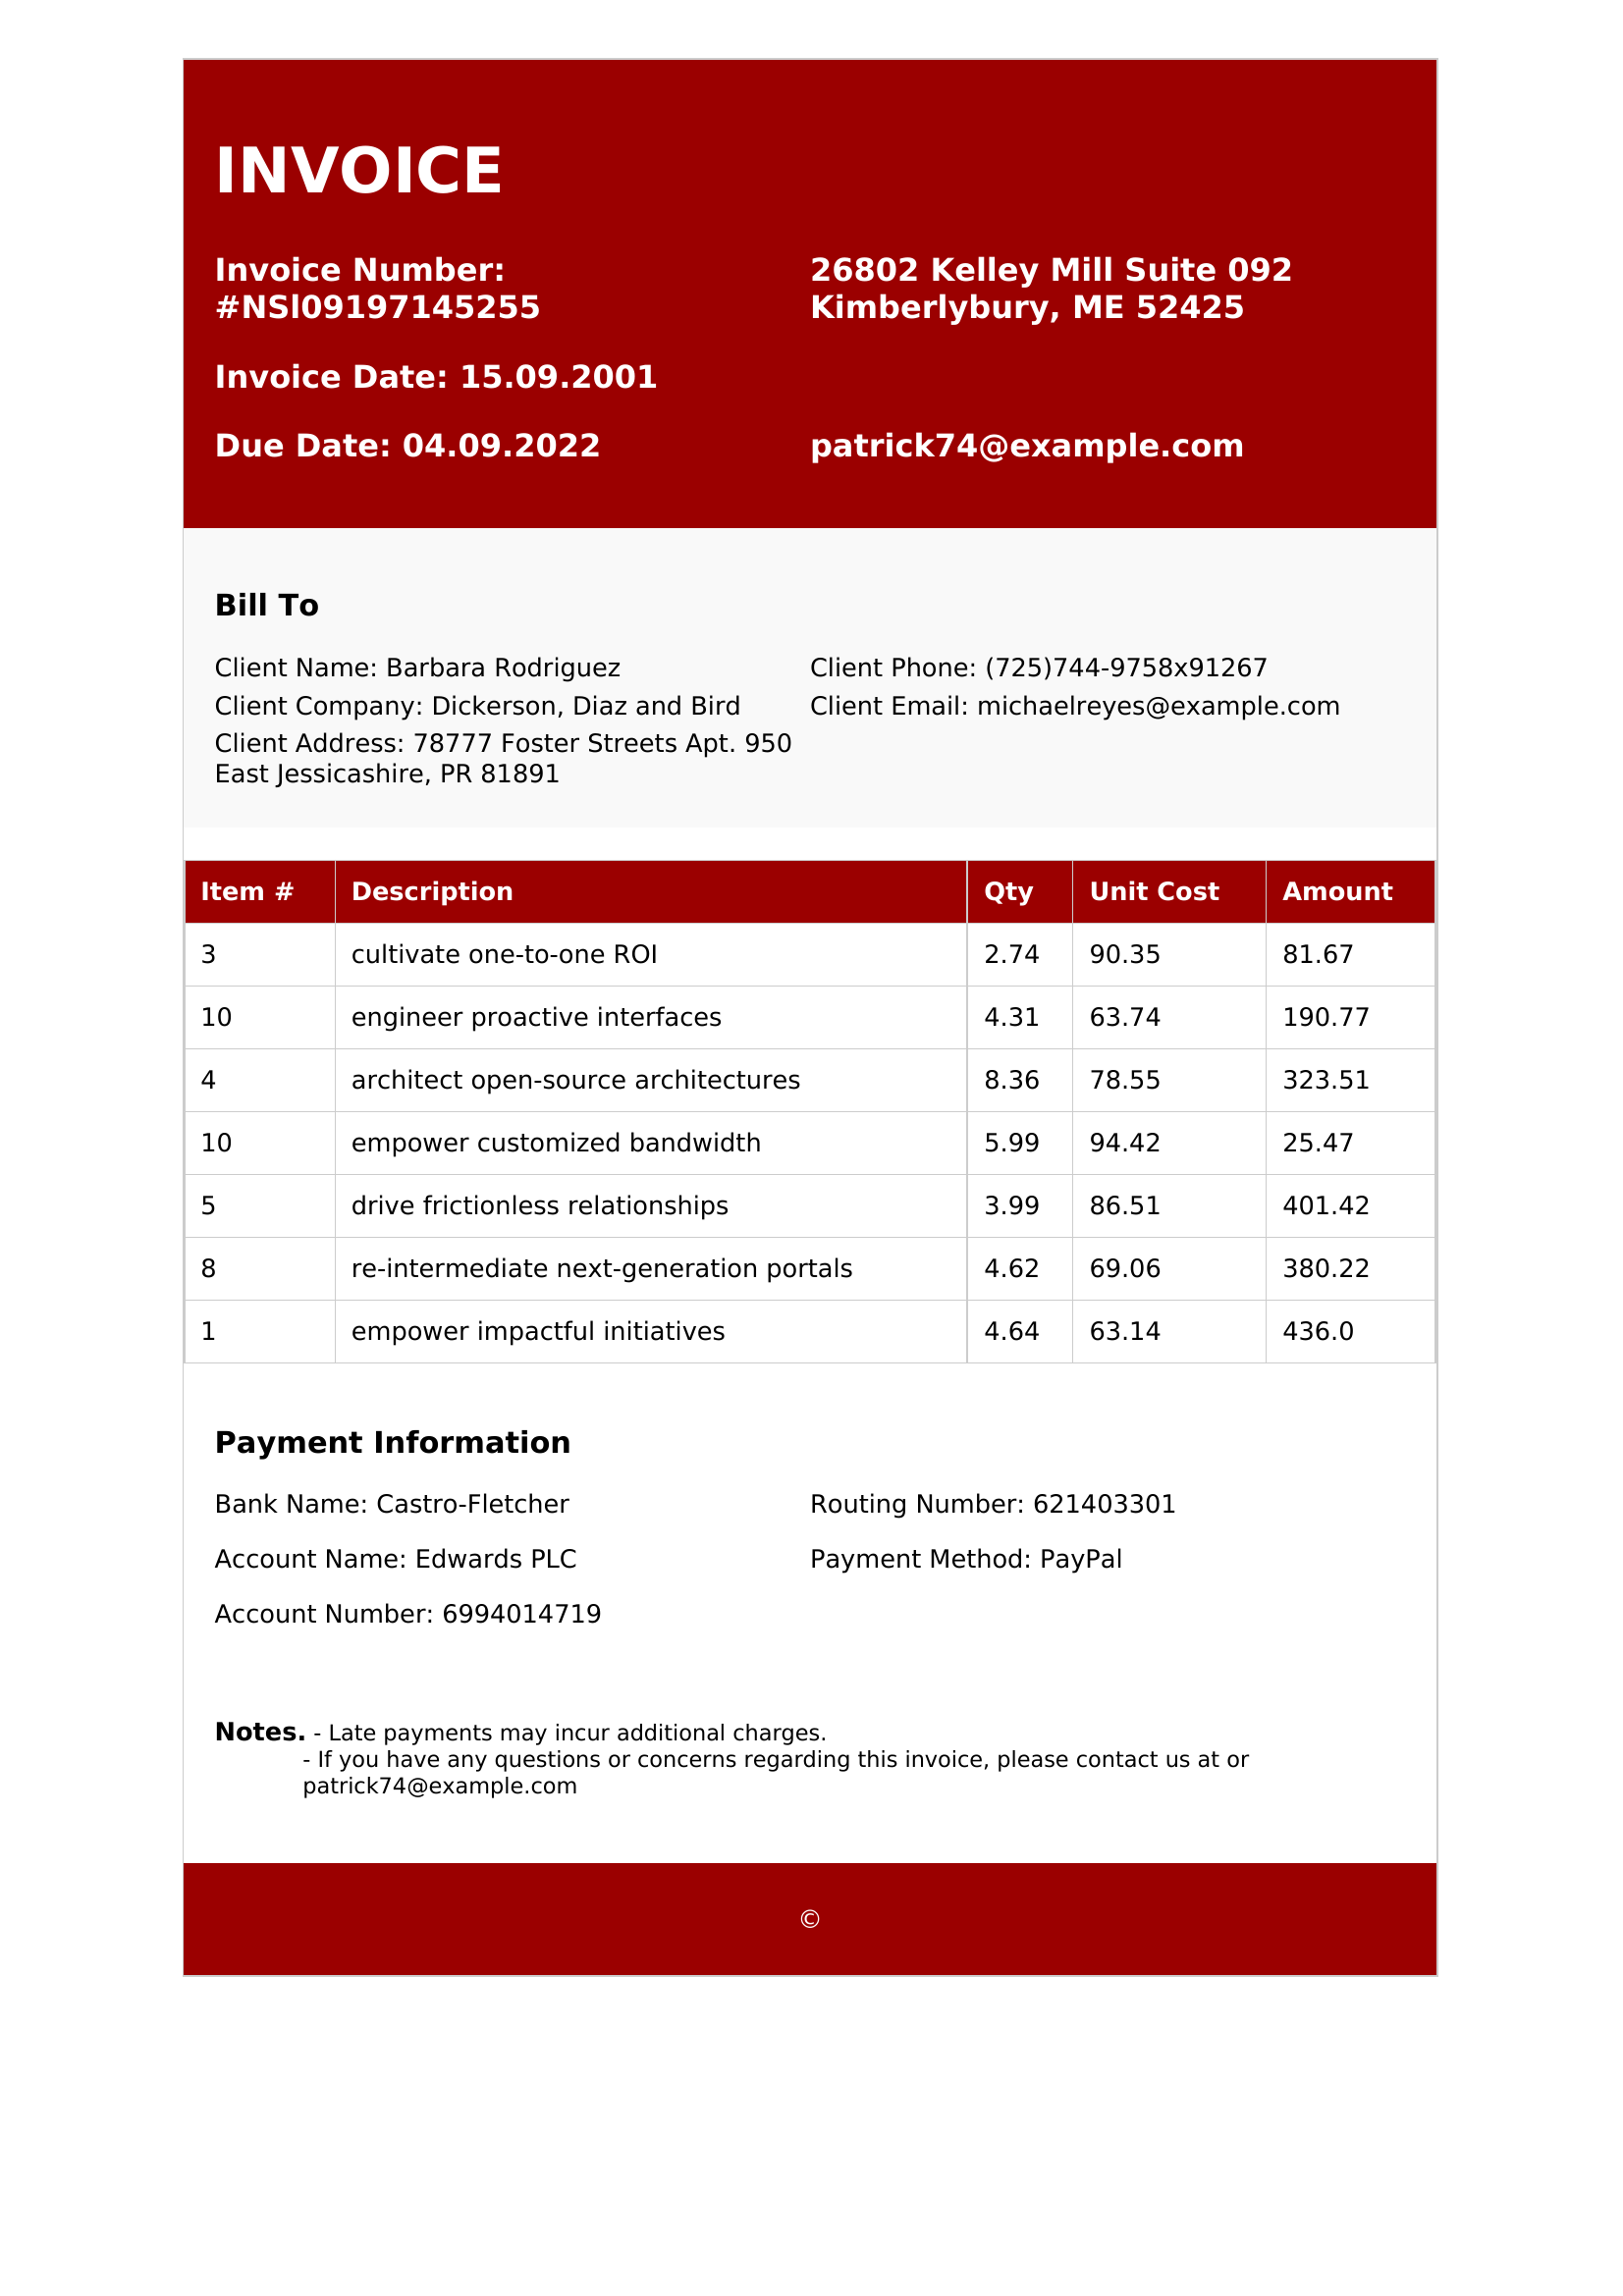 INVOICE
Invoice Number:
#NSl09197145255
26802 Kelley Mill Suite 092
Kimberlybury, ME 52425
Invoice Date: 15.09.2001
Due Date: 04.09.2022
patrick74@example.com
Bill To
Client Name: Barbara Rodriguez
Client Company: Dickerson, Diaz and Bird
Client Address: 78777 Foster Streets Apt. 950
East Jessicashire, PR 81891
Client Phone: (725)744-9758x91267
Client Email: michaelreyes@example.com
Item # Description Qty Unit Cost Amount
3 cultivate one-to-one ROI 2.74 90.35 81.67
10 engineer proactive interfaces 4.31 63.74 190.77
4 architect open-source architectures 8.36 78.55 323.51
10 empower customized bandwidth 5.99 94.42 25.47
5 drive frictionless relationships 3.99 86.51 401.42
8 re-intermediate next-generation portals 4.62 69.06 380.22
1 empower impactful initiatives 4.64 63.14 436.0
Payment Information
Bank Name: Castro-Fletcher
Account Name: Edwards PLC
Account Number: 6994014719
Routing Number: 621403301
Payment Method: PayPal
Notes. - Late payments may incur additional charges.
- If you have any questions or concerns regarding this invoice, please contact us at or
patrick74@example.com
©